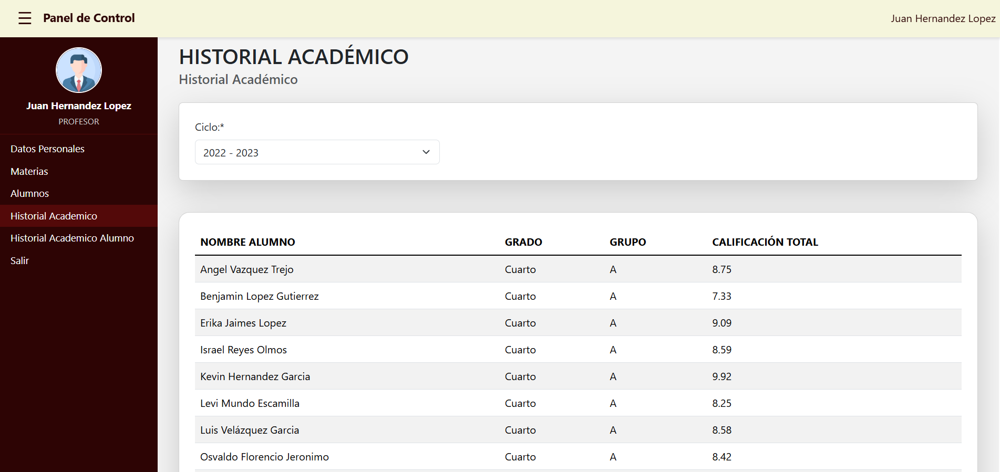 Panel de Control
Juan Hernandez Lopez
Juan Hernandez Lopez
PROFESOR
Datos Personales
Materias
Alumnos
Historial Academico
Historial Academico Alumno
Salir
HISTORIAL ACADÉMICO
Historial Académico
Ciclo:*
2022 - 2023
NOMBRE ALUMNO GRADO GRUPO CALIFICACIÓN TOTAL
Angel Vazquez Trejo Cuarto A 8.75
Benjamin Lopez Gutierrez Cuarto A 7.33
Erika Jaimes Lopez Cuarto A 9.09
Israel Reyes Olmos Cuarto A 8.59
Kevin Hernandez Garcia Cuarto A 9.92
Levi Mundo Escamilla Cuarto A 8.25
Luis Velázquez Garcia Cuarto A 8.58
Osvaldo Florencio Jeronimo Cuarto A 8.42